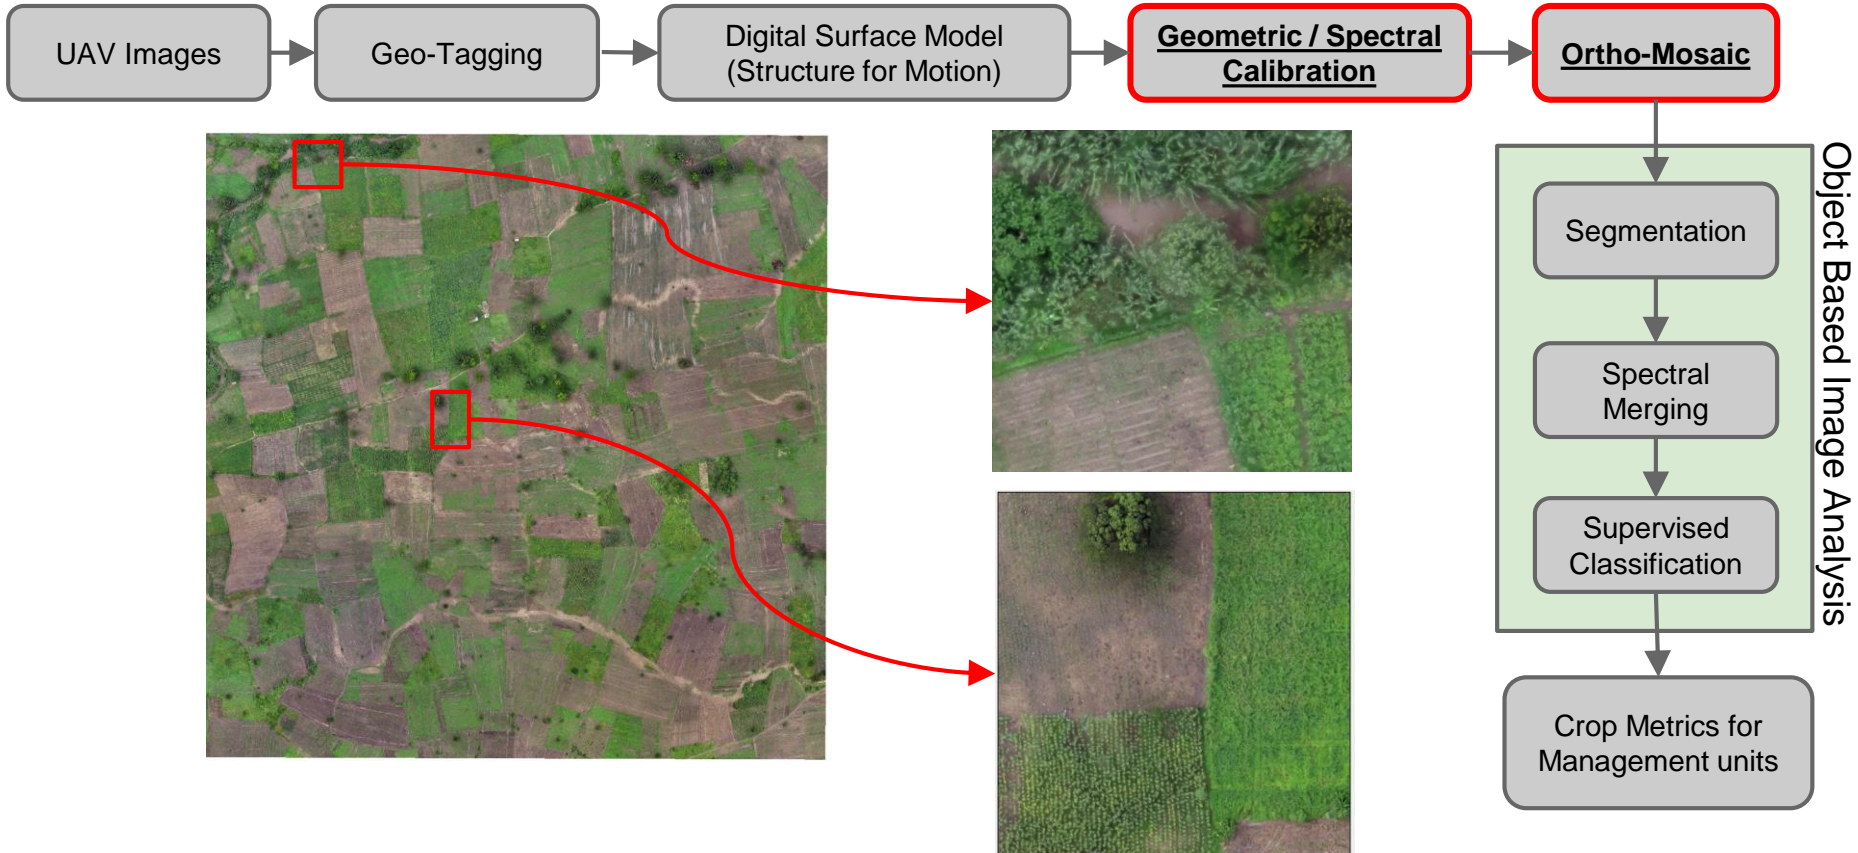 UAV Images
Geo-Tagging
Digital Surface Model
(Structure for Motion)
Geometric / Spectral
Calibration
Ortho-Mosaic
Segmentation
Spectral
Merging
Supervised
Classification
Object Based Image Analysis
Crop Metrics for
Management units